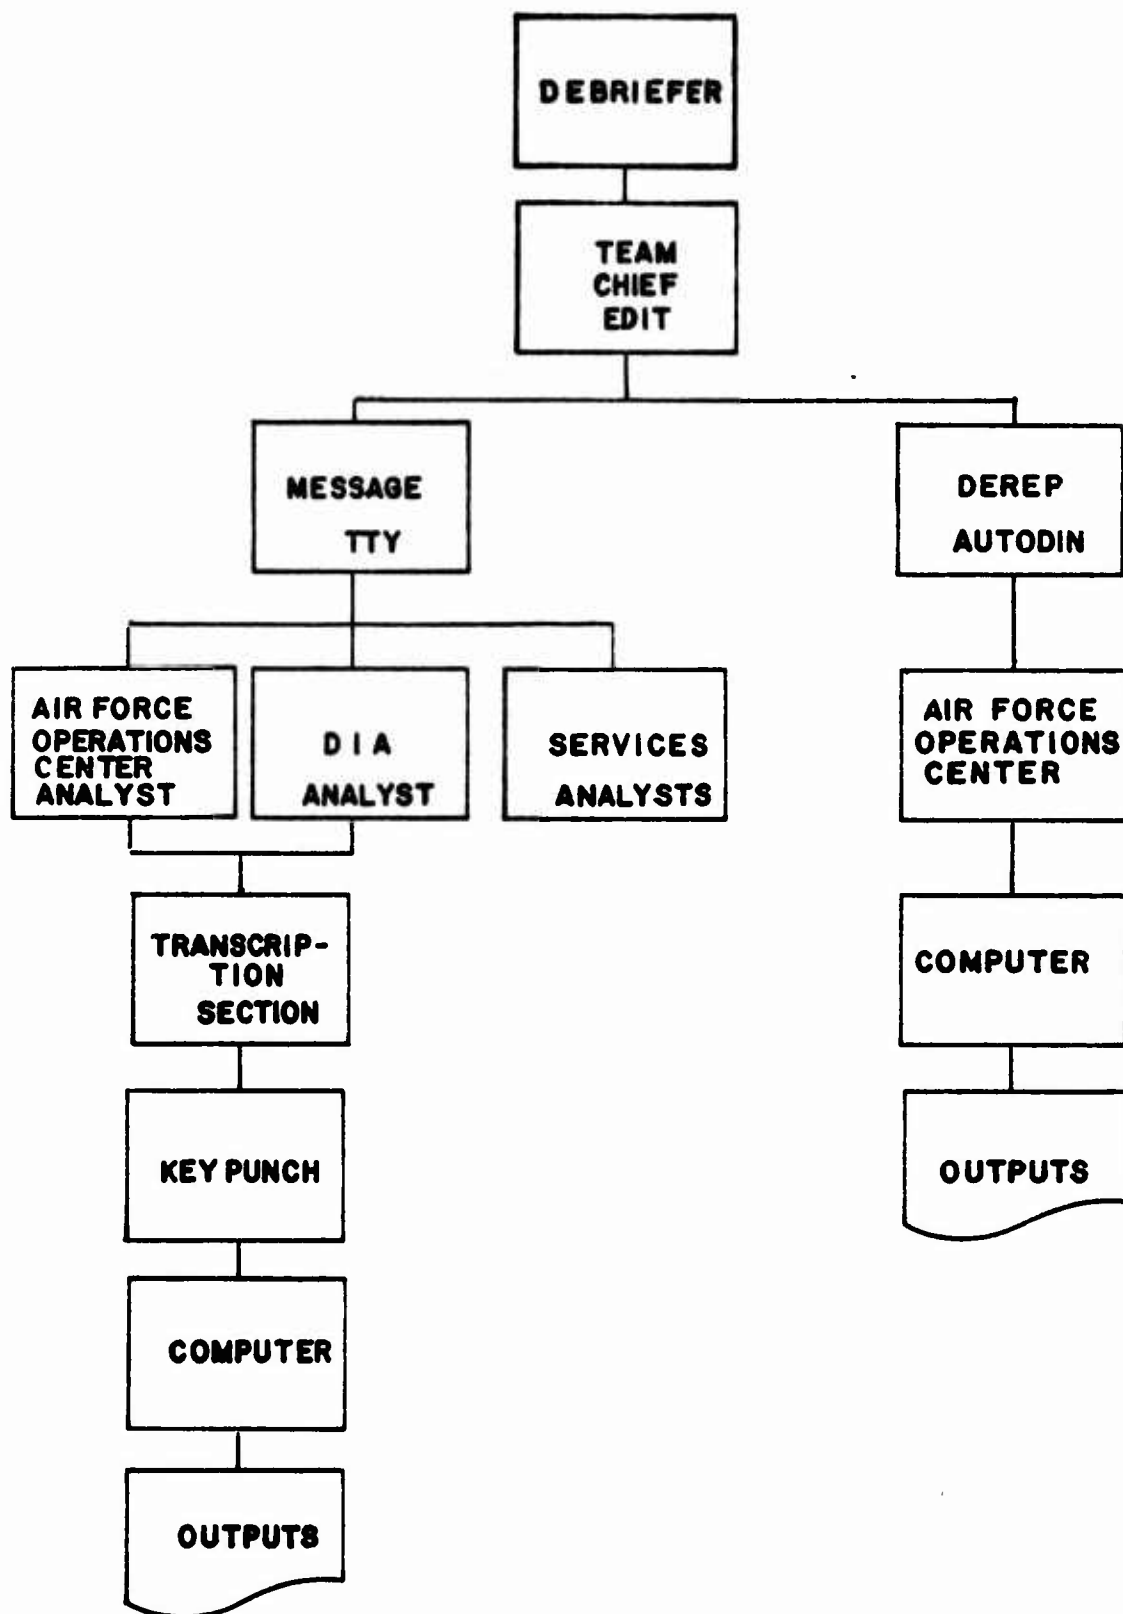 DEBRIEFER
TEAM
CHIEF
EDIT
MESSAGE
TTY
DEREP
AUTODIN
AIR FORCE
OPERATIONS
CENTER
ANALYST
DIA
ANALYST
SERVICES
ANALYSTS
AIR FORCE
OPERATIONS
CENTER
TRANSCRIP-
TION
SECTION
COMPUTER
KEY PUNCH
OUTPUTS
COMPUTER
OUTPUTS